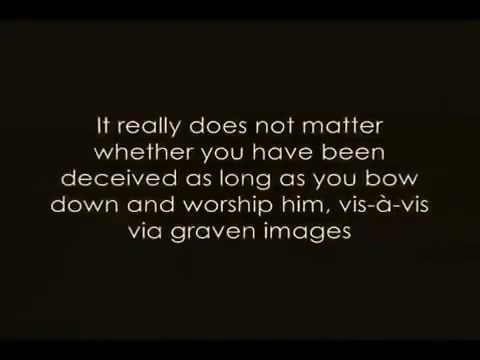 It really does not matter
whether you have been
deceived as long as you bow
down and worship him, vis-à-vis
via graven images